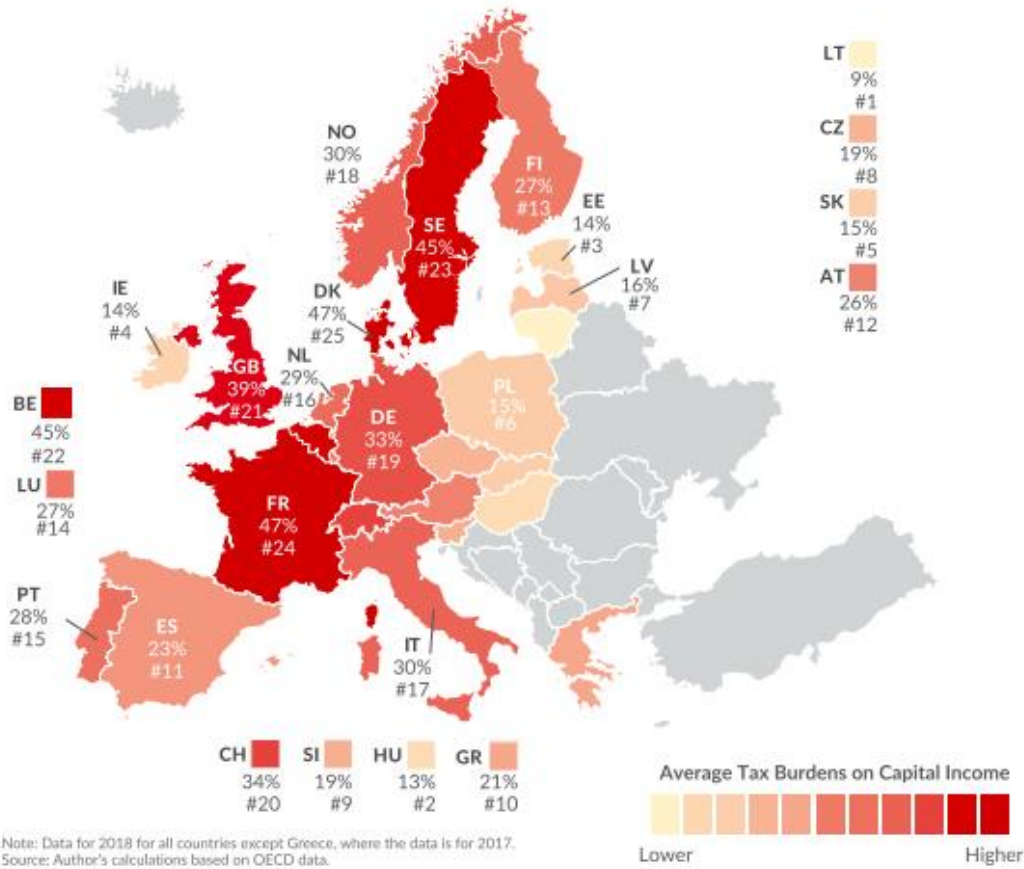 LT
9%
#1
CZ
19%
#8
SK
15%
#5
AT
26%
#12
NO
30%
#18
FI
27%
#13
SE
45%
#23
EE
14%
#3
LV
16%
#7
IE
14%
#4
DK
47%
#25
GB
39%
#21
NL
29%
#16
DE
33%
#19
PL
15%
#6
BE
45%
#22
LU
27%
#14
FR
47%
#24
PT
28%
#15
ES
23%
#11
IT
30%
#17
CH
34%
#20
SI
19%
#9
HU
13%
#2
GR
21%
#10
Average Tax Burdens on Capital Income
Lower Higher
Note: Data for 2018 for all countries except Greece, where the data is for 2017.
Source: Author's calculations based on OECD data.